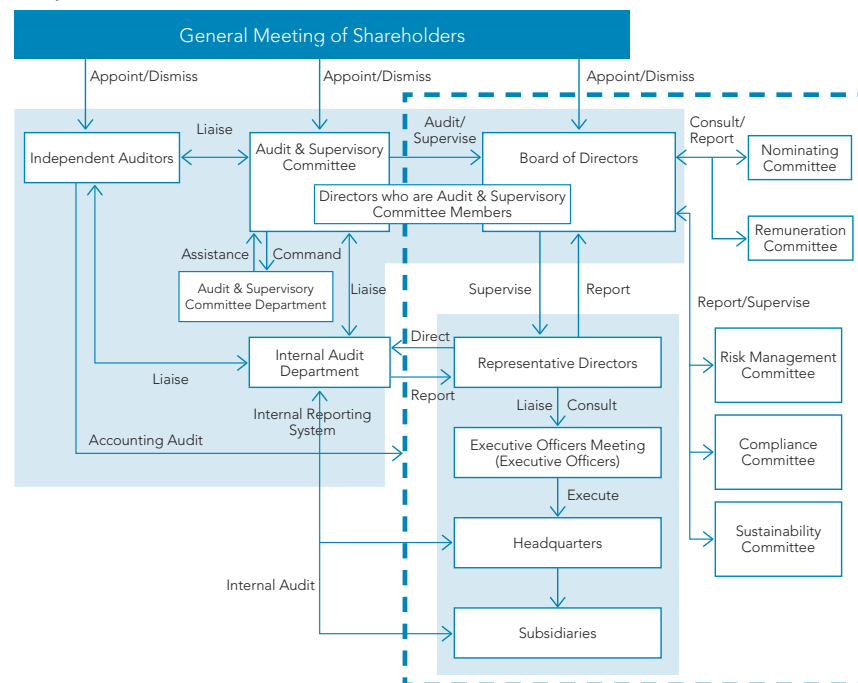 General Meeting of Shareholders
Appoint/Dismiss
Appoint/Dismiss
Appoint/Dismiss
Independent Auditors
Liaise
Audit & Supervisory
Committee
Audit/
Supervise
Board of Directors
Consult/
Report
Nominating
Committee
Directors who are Audit & Supervisory
Committee Members
Remuneration
Committee
Assistance
Command
Audit & Supervisory
Committee Department
Liaise
Supervise
Report
Report/Supervise
Internal Audit
Department
Direct
Report
Representative Directors
Risk Management
Committee
Liaise
Internal Reporting
System
Liaise
Consult
Accounting Audit
Executive Officers Meeting
(Executive Officers)
Compliance
Committee
Execute
Headquarters
Sustainability
Committee
Internal Audit
Subsidiaries